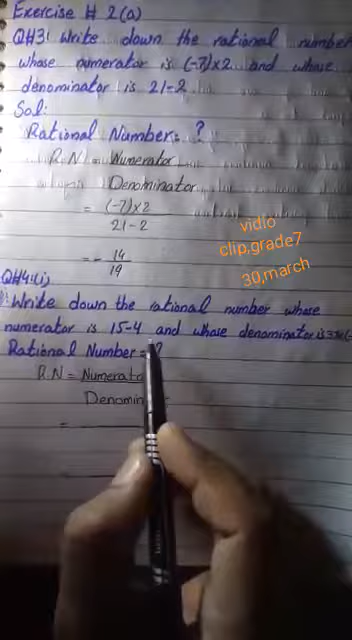 Exercise # 2(a)
Q#3: Write down the rational number
whose numerator is (-7)×2 and whose
denominator is 21-2
Sol:
Rational Number= ?
R.N = Numerator
Denominator
= (-7)×2
21-2
= - 14
19
vidio
clip,grade7
30,march
Q#4:(i)
Write down the rational number whose
numerator is 15-4 and whose denominator is
Rational Number= ?
R.N = Numerato
Denomin
=